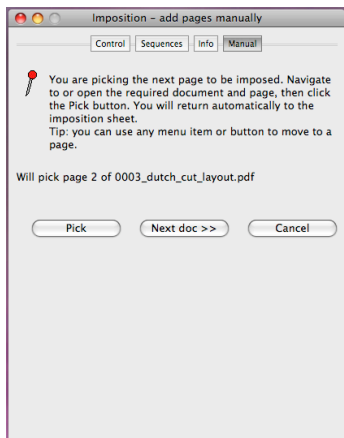 Imposition - add pages manually
Control Sequences Info Manual
You are picking the next page to be imposed. Navigate
to or open the required document and page, then click
the Pick button. You will return automatically to the
imposition sheet.
Tip: you can use any menu item or button to move to a
page.
Will pick page 2 of 0003_dutch_cut_layout.pdf
Pick Next doc >> Cancel